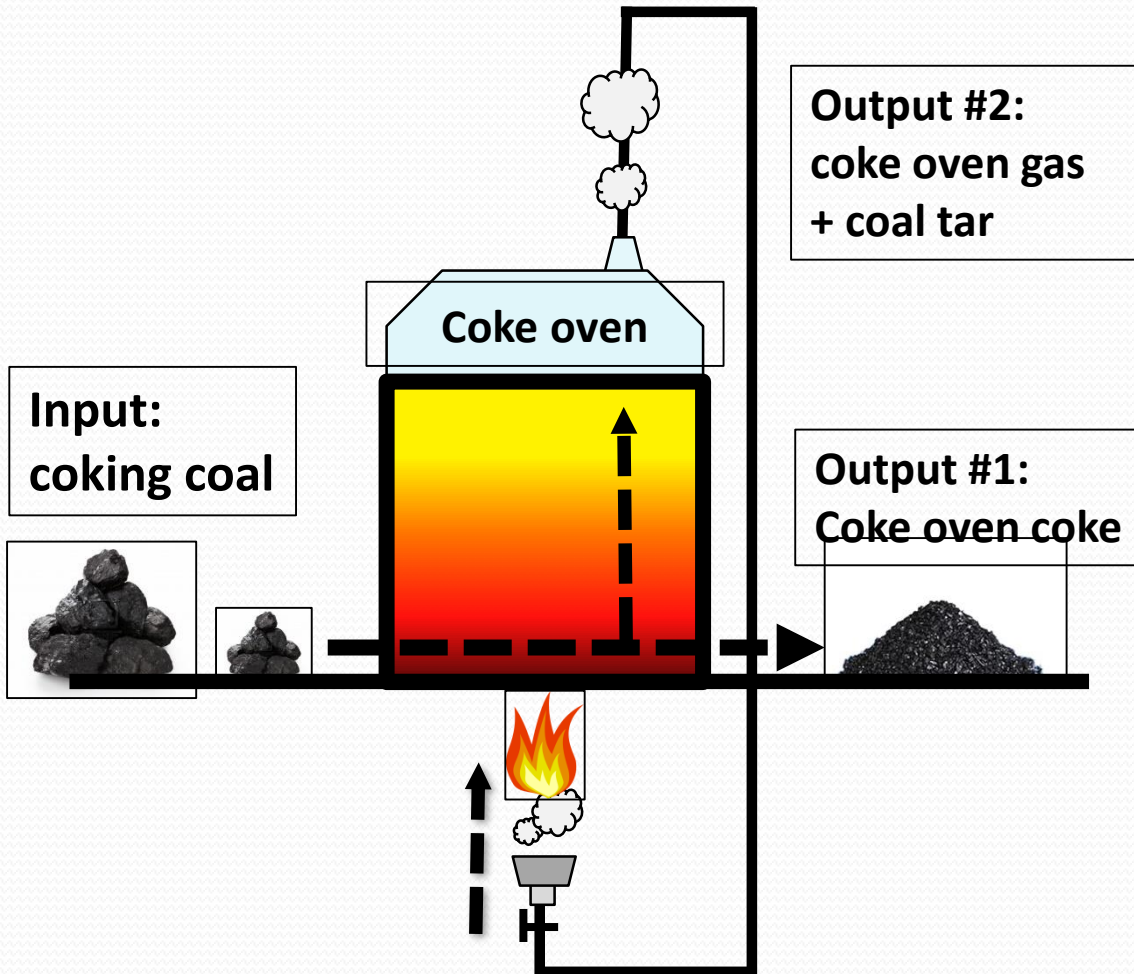 Output #2:
coke oven gas
+ coal tar
Coke oven
Input:
coking coal
Output #1:
Coke oven coke